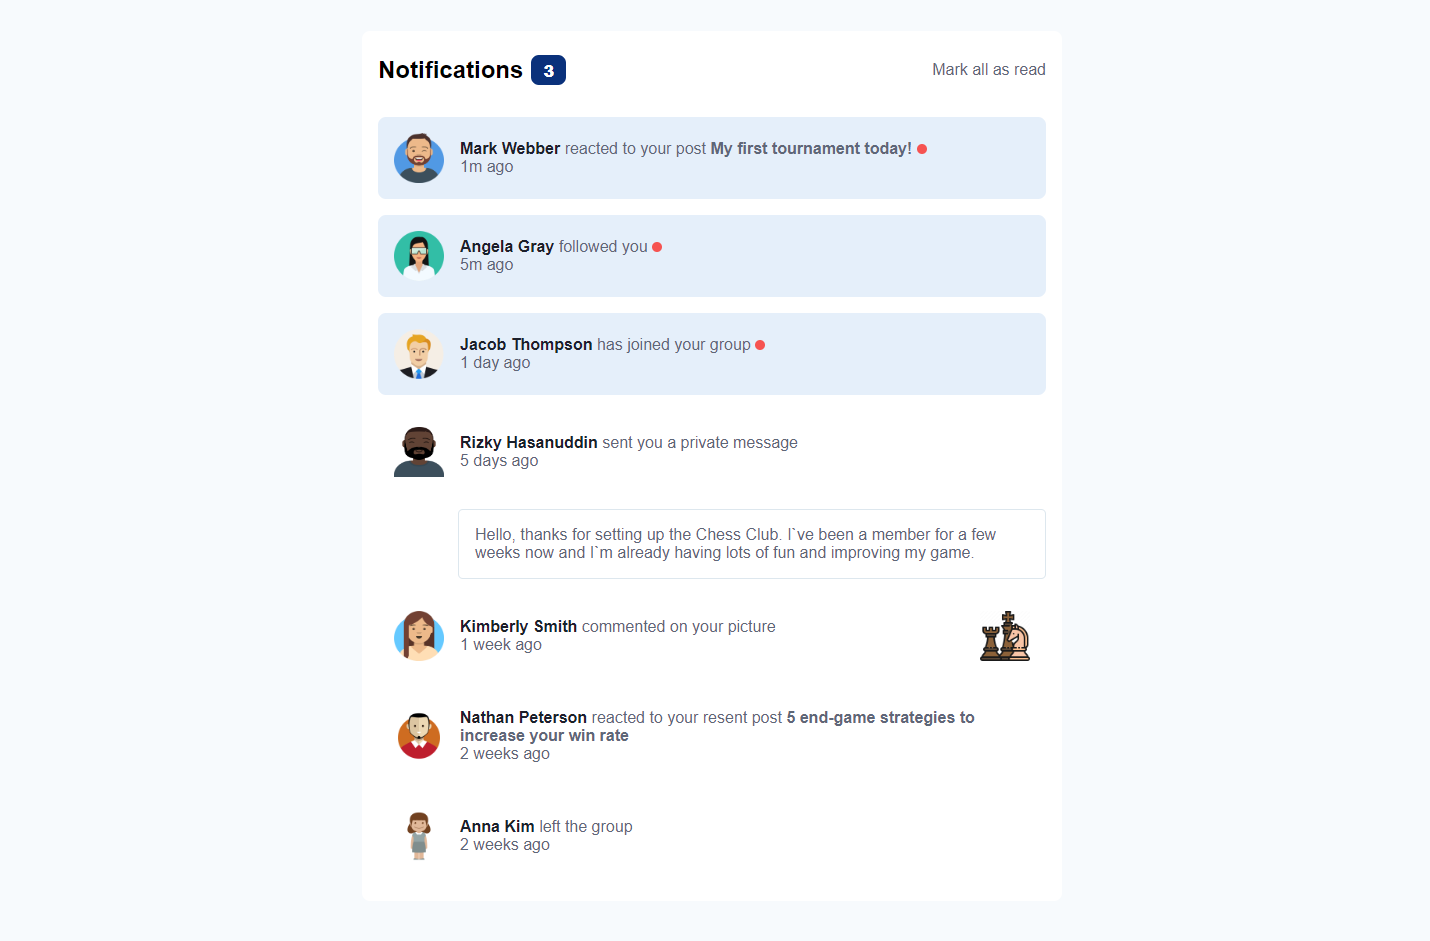 Notifications 3
Mark all as read
Mark Webber reacted to your post My first tournament today!
1m ago
Angela Gray followed you
5m ago
Jacob Thompson has joined your group
1 day ago
Rizky Hasanuddin sent you a private message
5 days ago
Hello, thanks for setting up the Chess Club. I`ve been a member for a few
weeks now and I`m already having lots of fun and improving my game.
Kimberly Smith commented on your picture
1 week ago
Nathan Peterson reacted to your resent post 5 end-game strategies to
increase your win rate
2 weeks ago
Anna Kim left the group
2 weeks ago